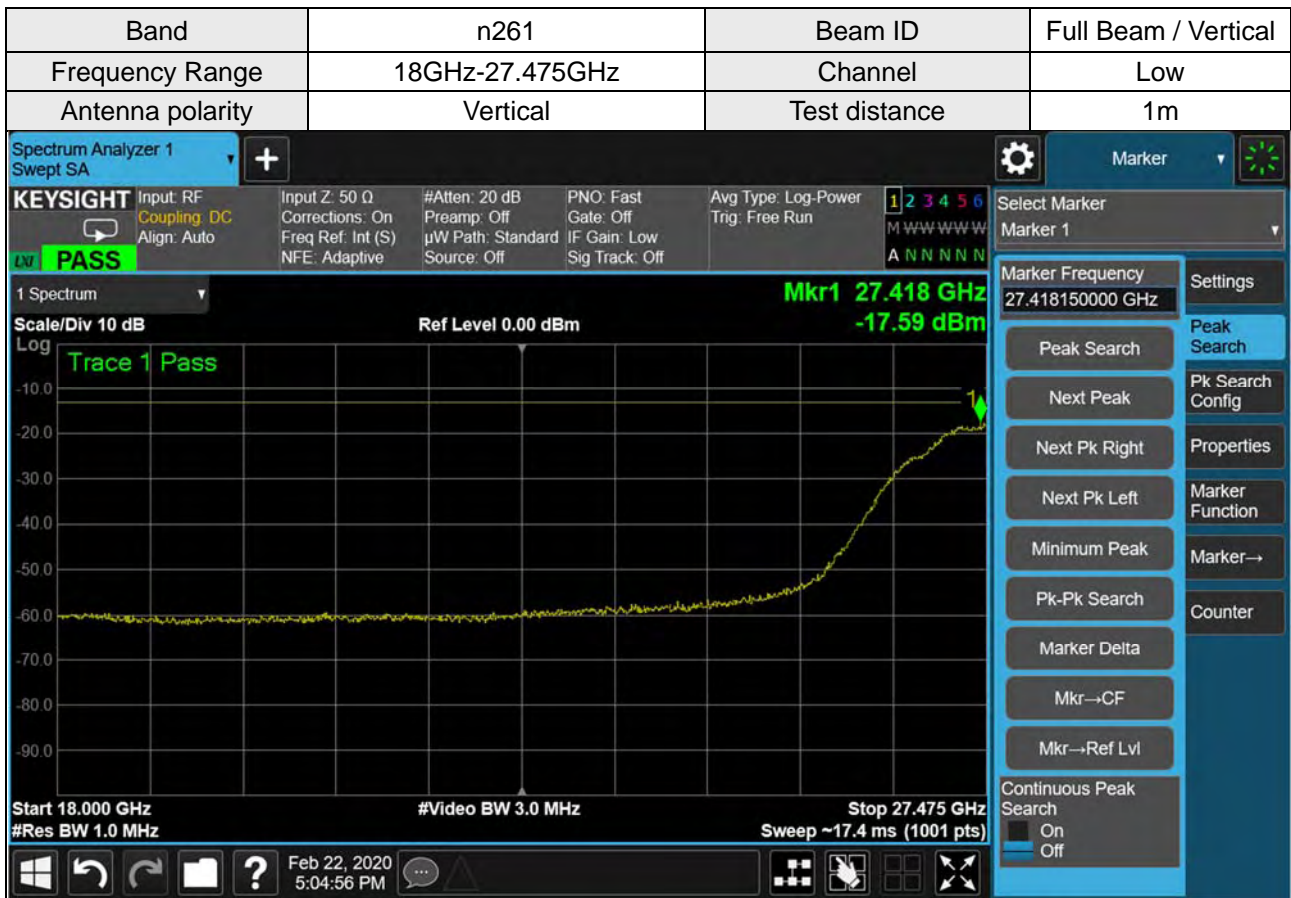 Band n261 Beam ID Full Beam / Vertical
Frequency Range 18GHz-27.475GHz Channel Low
Antenna polarity Vertical Test distance 1m
Spectrum Analyzer 1
Swept SA
+
Marker
KEYSIGHT
LXI PASS
Input: RF
Coupling: DC
Align: Auto
Input Z: 50 Ω
Corrections: On
Freq Ref: Int (S)
NFE: Adaptive
#Atten: 20 dB
Preamp: Off
µW Path: Standard
Source: Off
PNO: Fast
Gate: Off
IF Gain: Low
Sig Track: Off
Avg Type: Log-Power
Trig: Free Run
1 2 3 4 5 6
M W W W W W
A N N N N N
Select Marker
Marker 1
1 Spectrum
Scale/Div 10 dB
Ref Level 0.00 dBm
Mkr1 27.418 GHz
-17.59 dBm
Log
Trace 1 Pass
1
-10.0
-20.0
-30.0
-40.0
-50.0
-60.0
-70.0
-80.0
-90.0
Start 18.000 GHz
#Res BW 1.0 MHz
#Video BW 3.0 MHz
Stop 27.475 GHz
Sweep ~17.4 ms (1001 pts)
Marker Frequency
27.418150000 GHz
Peak Search
Next Peak
Next Pk Right
Next Pk Left
Minimum Peak
Pk-Pk Search
Marker Delta
Mkr→CF
Mkr→Ref Lvl
Continuous Peak
Search
On
Off
Settings
Peak
Search
Pk Search
Config
Properties
Marker
Function
Marker→
Counter
?
Feb 22, 2020
5:04:56 PM